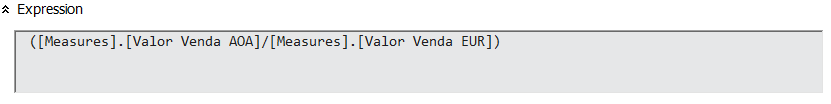 Expression
([Measures].[Valor Venda AOA]/[Measures].[Valor Venda EUR])